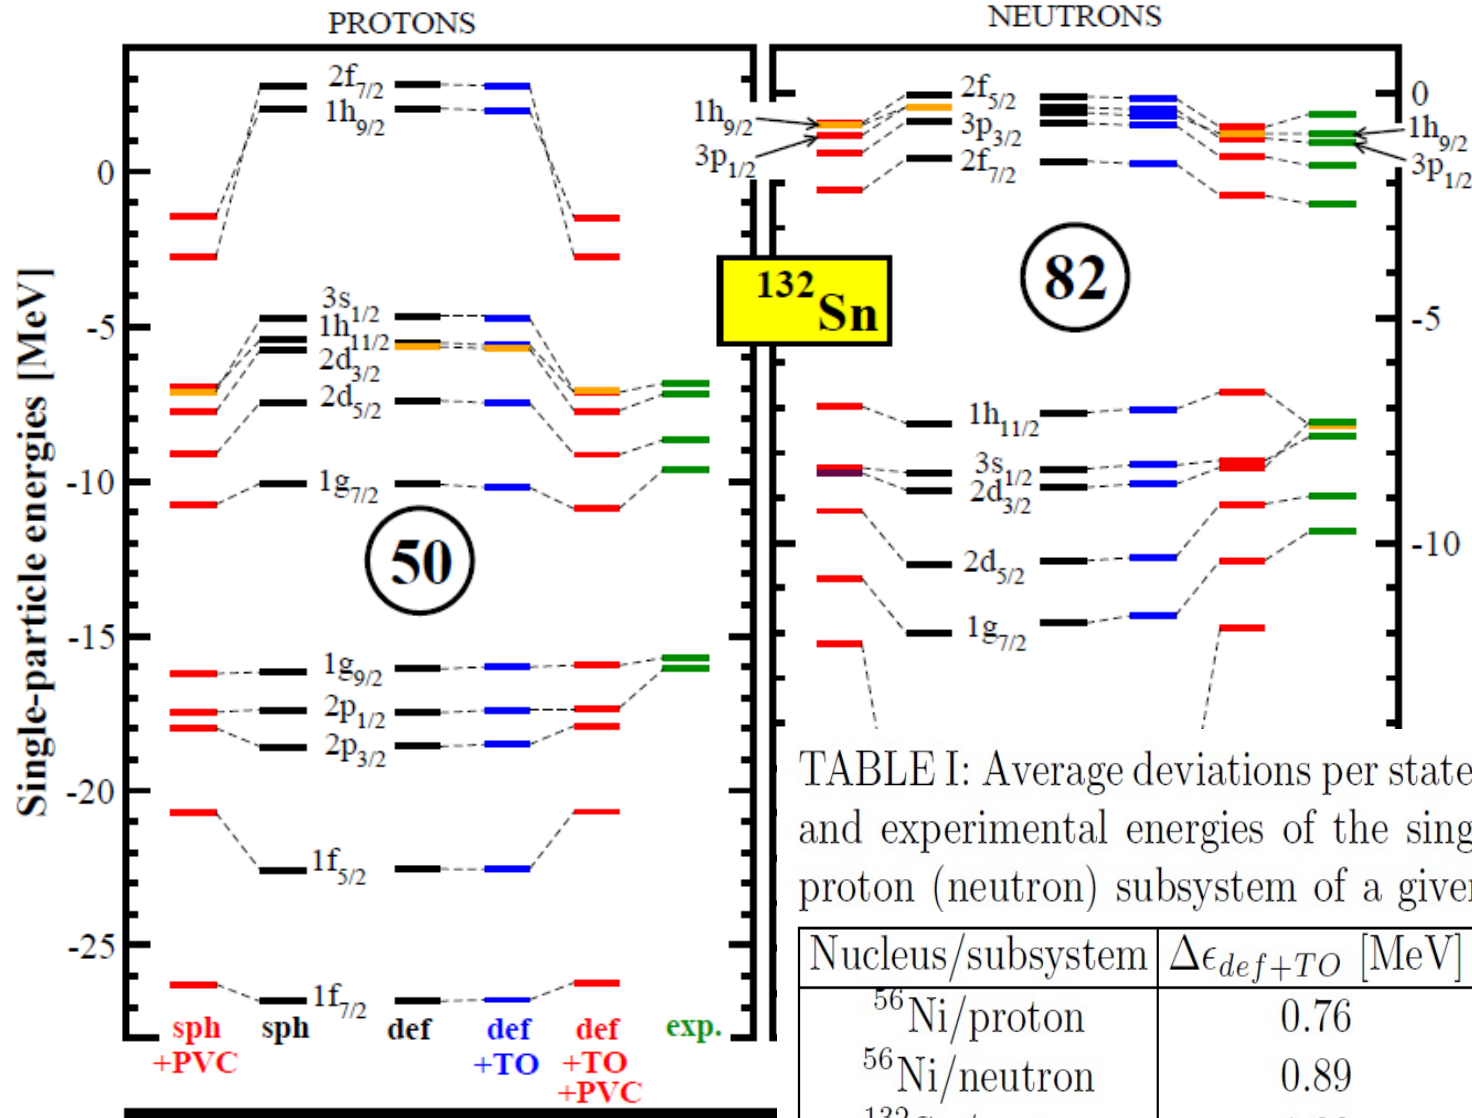 PROTONS
NEUTRONS
Single-particle energies [MeV]
0
-5
-10
-15
-20
-25
2f7/2
1h9/2
3s1/2
1h11/2
2d3/2
2d5/2
1g7/2
50
1g9/2
2p1/2
2p3/2
1f5/2
1f7/2
sph +PVC
sph
def
def +TO
def +TO +PVC
exp.
132Sn
1h9/2
3p1/2
2f5/2
3p3/2
2f7/2
82
1h9/2
3p1/2
0
-5
-10
1h11/2
3s1/2
2d3/2
2d5/2
1g7/2
TABLE I: Average deviations per state
and experimental energies of the sing
proton (neutron) subsystem of a given
Nucleus/subsystem Δϵdef+TO [MeV]
56Ni/proton 0.76
56Ni/neutron 0.89